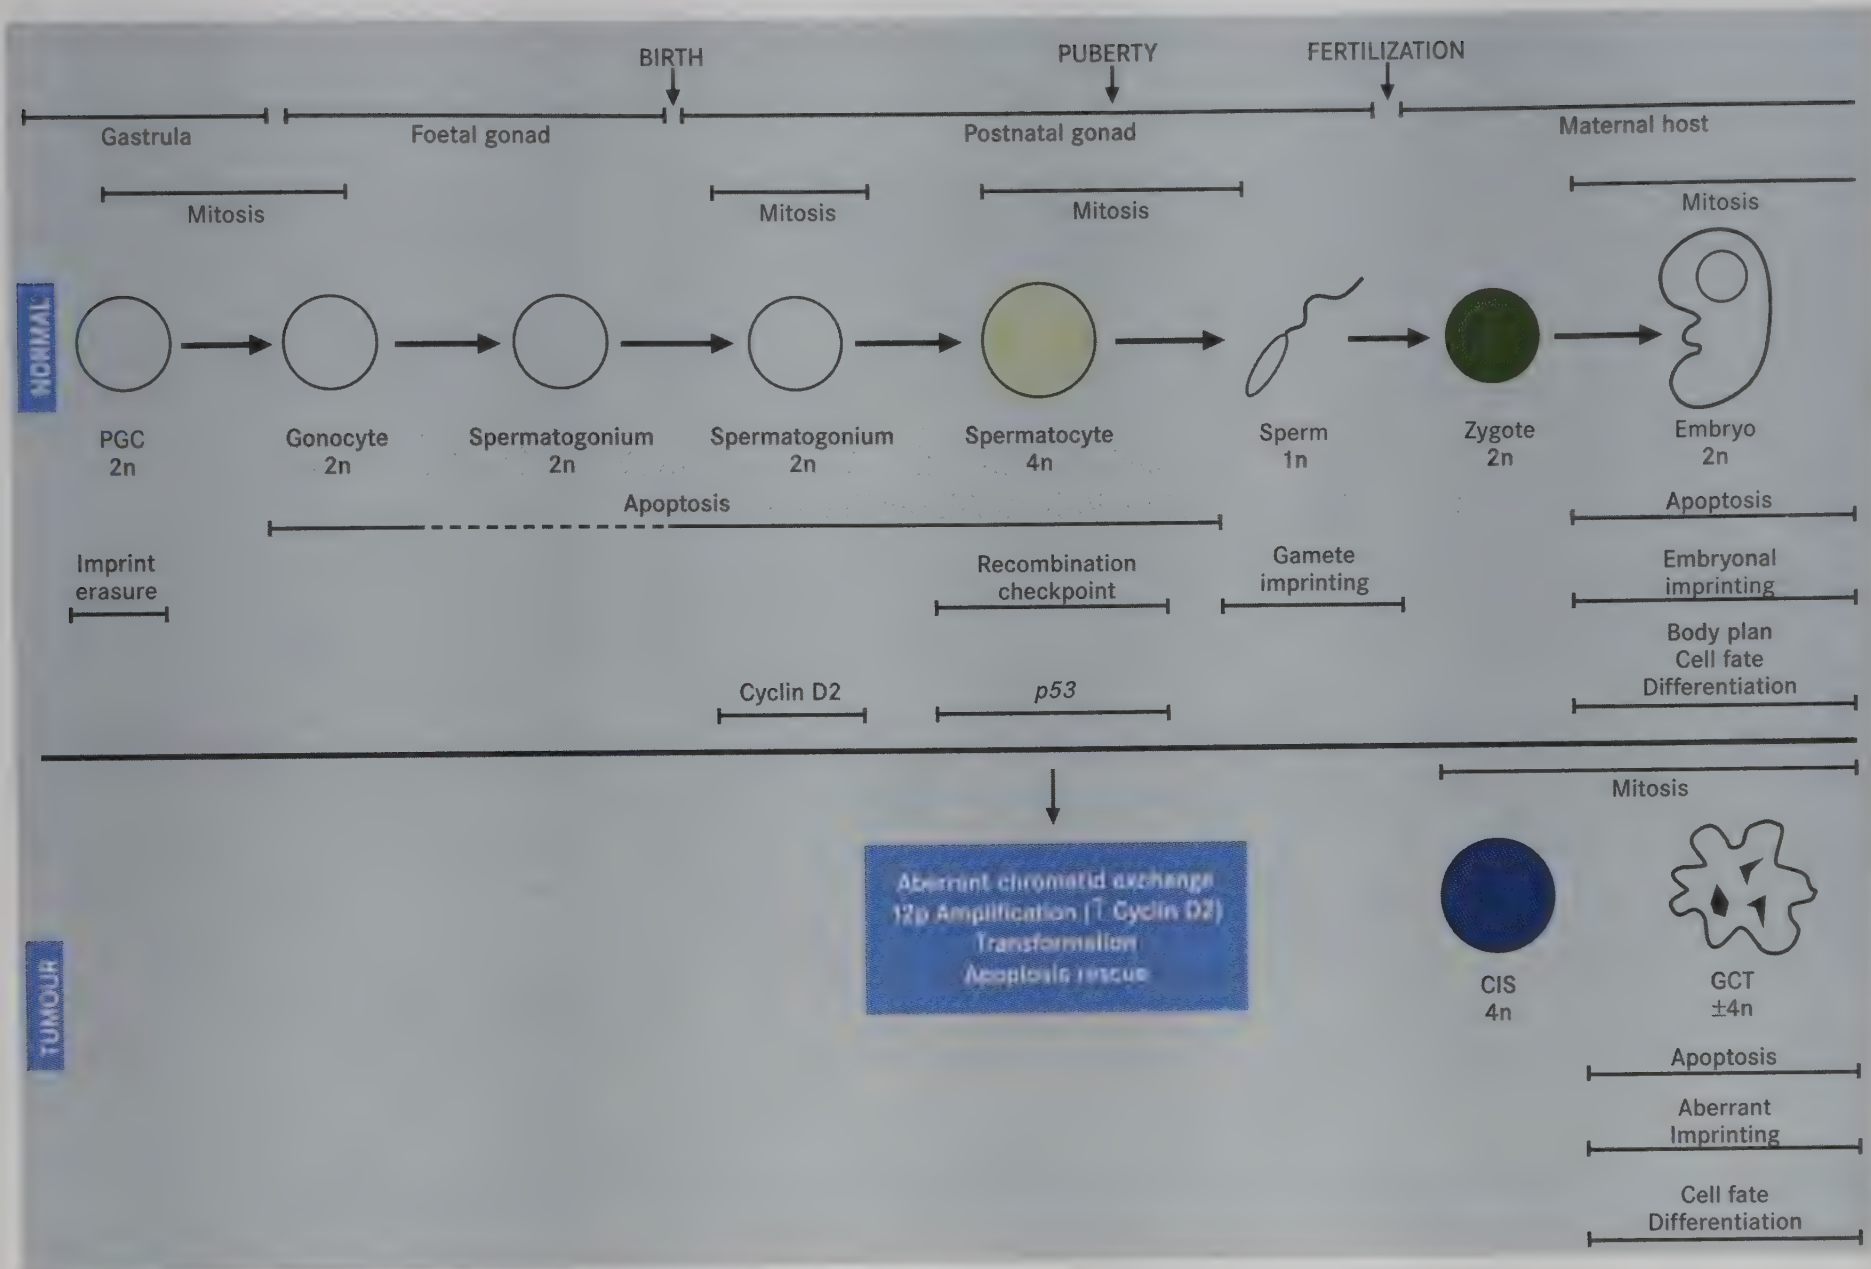 BIRTH
PUBERTY
FERTILIZATION
Gastrula
Foetal gonad
Postnatal gonad
Maternal host
Mitosis
Mitosis
Mitosis
Mitosis
NORMAL
PGC
2n
Gonocyte
2n
Spermatogonium
2n
Spermatogonium
2n
Spermatocyte
4n
Sperm
1n
Zygote
2n
Embryo
2n
Apoptosis
Apoptosis
Imprint
erasure
Recombination
checkpoint
Gamete
imprinting
Embryonal
imprinting
Body plan
Cell fate
Differentiation
Cyclin D2
p53
Mitosis
TUMOUR
Aberrant chromatid exchange
12p Amplification (↑ Cyclin D2)
Transformation
Apoptosis rescue
CIS
4n
GCT
±4n
Apoptosis
Aberrant
Imprinting
Cell fate
Differentiation